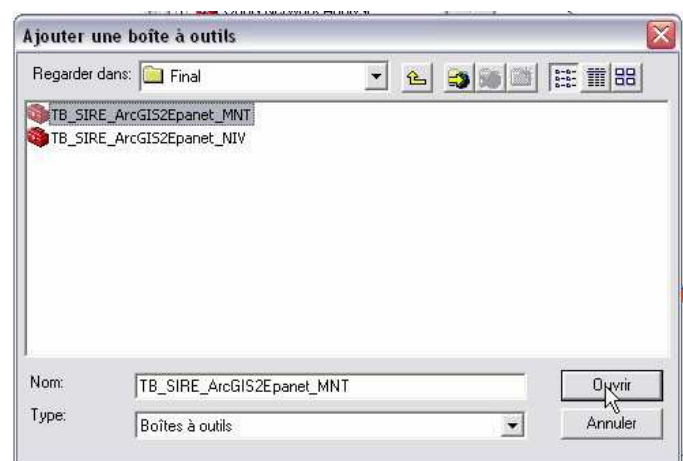 Ajouter une boîte à outils
Regarder dans: Final
TB_SIRE_ArcGIS2Epanet_MNT
TB_SIRE_ArcGIS2Epanet_NIV
Nom: TB_SIRE_ArcGIS2Epanet_MNT Ouvrir
Type: Boîtes à outils Annuler